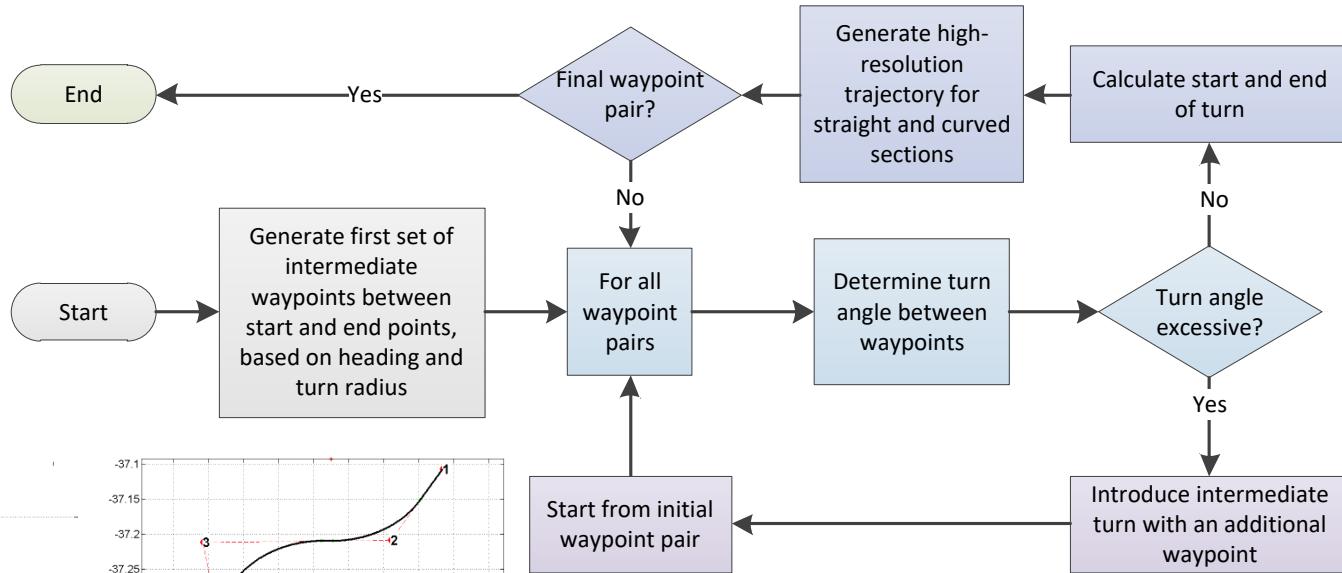 End
Yes
Final waypoint
pair?
Generate high-
resolution
trajectory for
straight and curved
sections
Calculate start and end
of turn
No
No
Start
Generate first set of
intermediate
waypoints between
start and end points,
based on heading and
turn radius
For all
waypoint
pairs
Determine turn
angle between
waypoints
Turn angle
excessive?
Yes
Start from initial
waypoint pair
Introduce intermediate
turn with an additional
waypoint
-37.1
-37.15
-37.2
-37.25
1
2
3